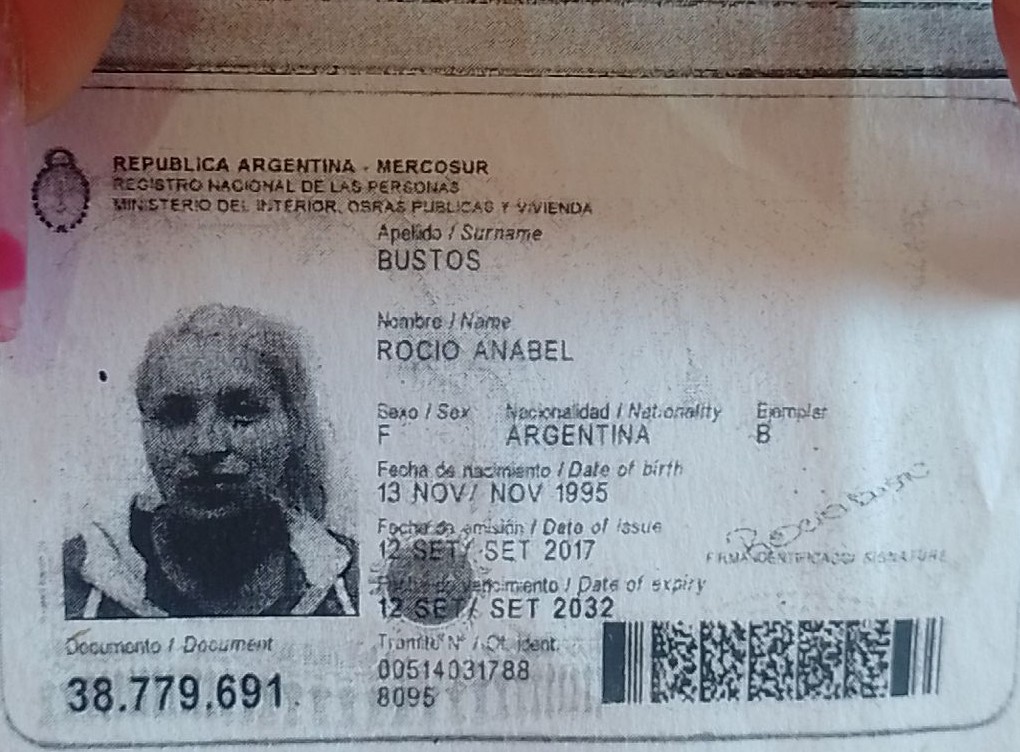 REPUBLICA ARGENTINA - MERCOSUR
REGISTRO NACIONAL DE LAS PERSONAS
MINISTERIO DEL INTERIOR, OBRAS PUBLICAS Y VIVIENDA
Apellido / Surname
BUSTOS
Nombre / Name
ROCIO ANABEL
Sexo / Sex Nacionalidad / Nationality Ejemplar
F ARGENTINA B
Fecha de nacimiento / Date of birth
13 NOV/ NOV 1995
Fecha de emisión / Date of issue
12 SET/ SET 2017
Fecha de vencimiento / Date of expiry
12 SET/ SET 2032
FIRMA IDENTIFICADO / SIGNATURE
Documento / Document
38.779.691
Tramite N° / Of. ident.
00514031788
8095